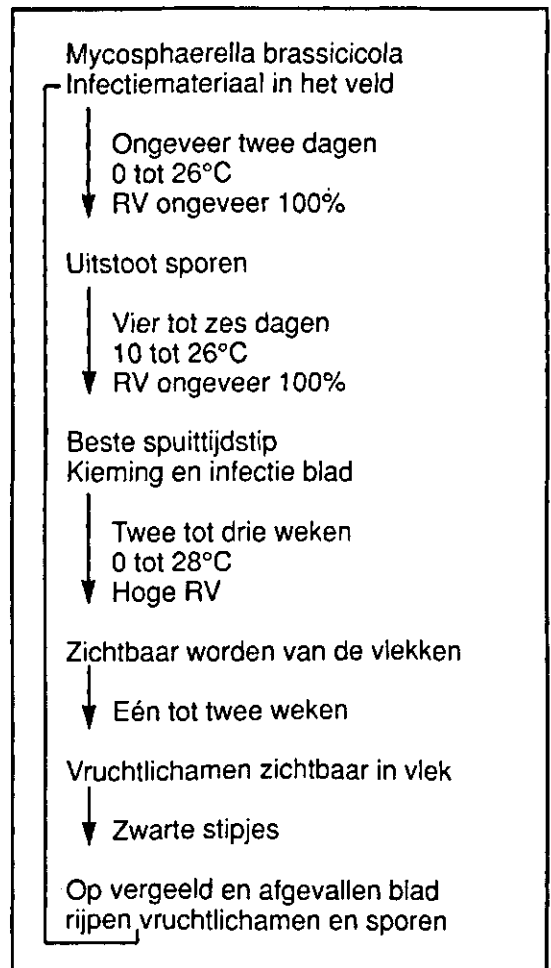 Mycosphaerella brassicicola
Infectiemateriaal in het veld
Ongeveer twee dagen
0 tot 26°C
RV ongeveer 100%
Uitstoot sporen
Vier tot zes dagen
10 tot 26°C
RV ongeveer 100%
Beste spuittijdstip
Kieming en infectie blad
Twee tot drie weken
0 tot 28°C
Hoge RV
Zichtbaar worden van de vlekken
Eén tot twee weken
Vruchtlichamen zichtbaar in vlek
Zwarte stipjes
Op vergeeld en afgevallen blad
rijpen vruchtlichamen en sporen